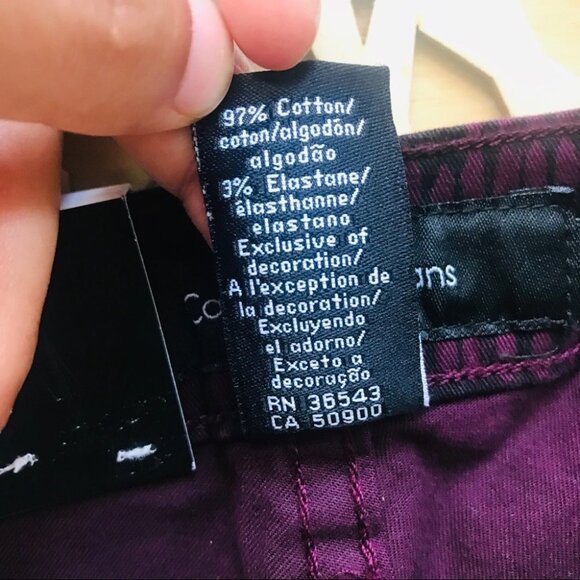 97% Cotton/
coton/algodón/
algodão
3% Elastane/
élasthanne/
elastano
Exclusive of
decoration/
A l'exception de
la decoration/
Excluyendo
el adorno/
Exceto a
decoração
RN 36543
CA 50900